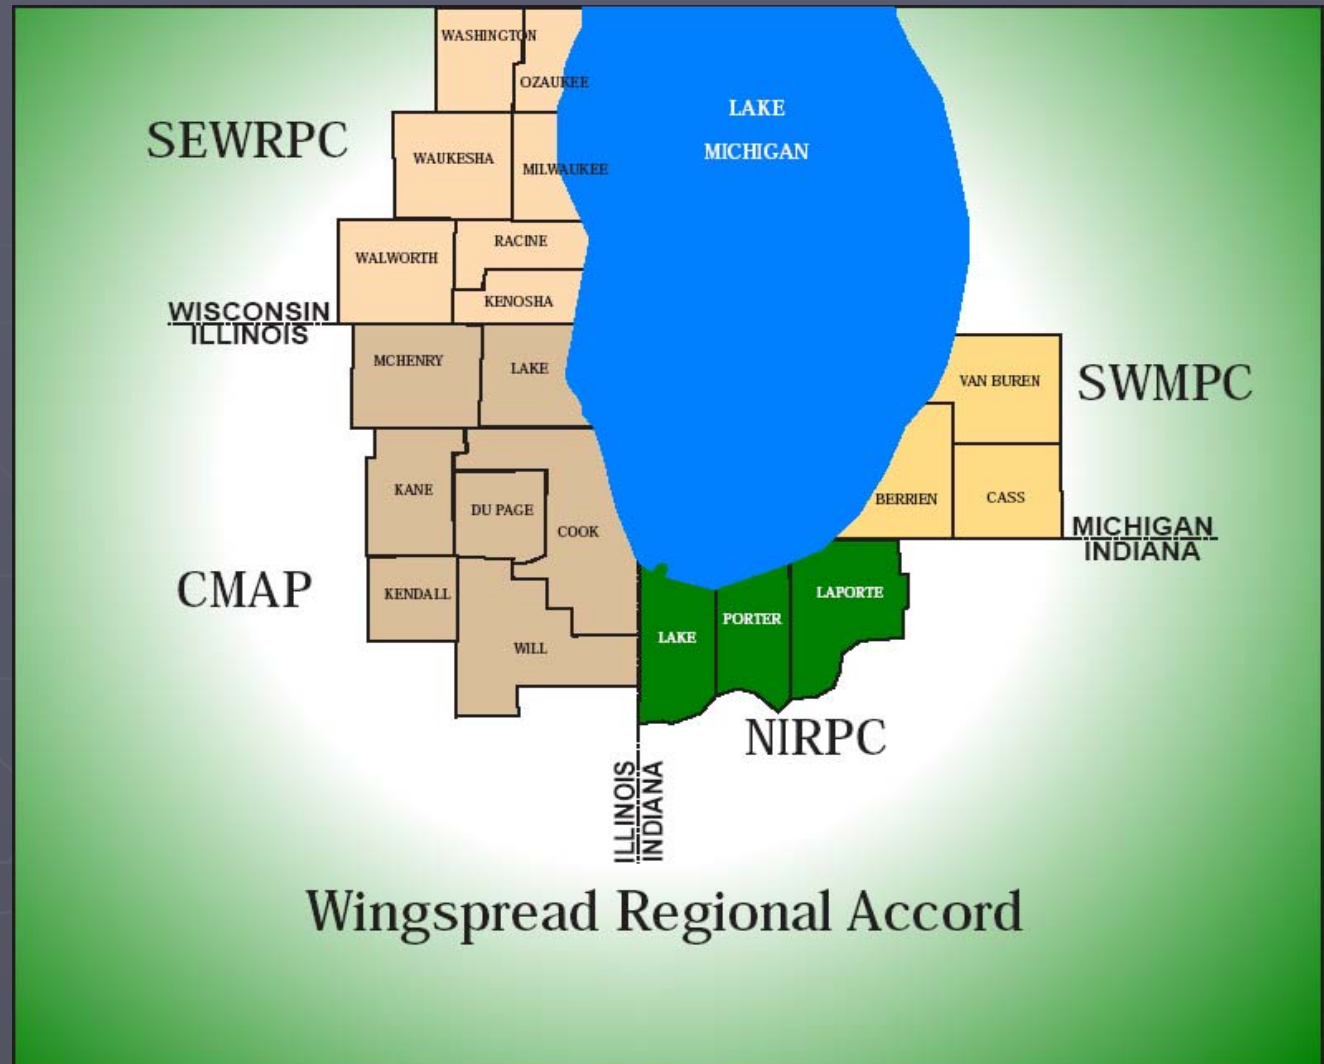 WASHINGTON
OZAUKEE
LAKE
MICHIGAN
SEWRPC
WAUKESHA
MILWAUKEE
RACINE
WALWORTH
KENOSHA
WISCONSIN
ILLINOIS
MCHENRY
LAKE
VAN BUREN
SWMPC
KANE
DU PAGE
COOK
BERRIEN
CASS
MICHIGAN
INDIANA
CMAP
KENDALL
WILL
LAKE
PORTER
LAPORTE
NIRPC
ILLINOIS
INDIANA
Wingspread Regional Accord